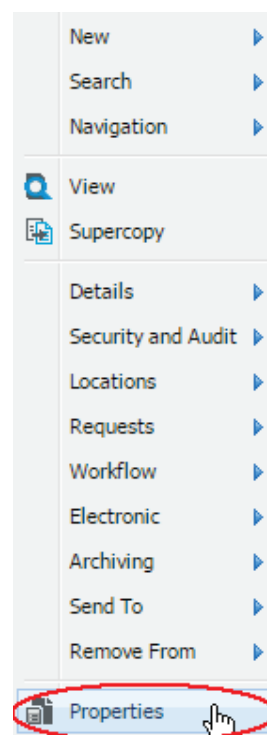 New
Search
Navigation
View
Supercopy
Details
Security and Audit
Locations
Requests
Workflow
Electronic
Archiving
Send To
Remove From
Properties